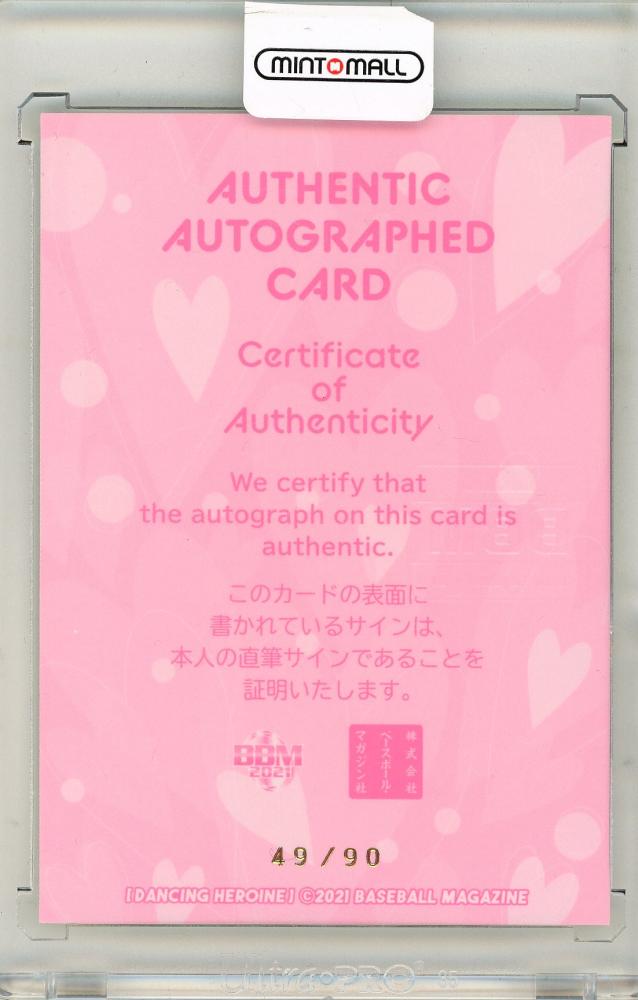 MINTMALL
AUTHENTIC
AUTOGRAPHED
CARD
Certificate
of
Authenticity
We certify that
the autograph on this card is
authentic.
このカードの表面に
書かれているサインは、
本人の直筆サインであることを
証明いたします。
BBM
2021
株式会社
ベースボール・
マガジン社
49/90
[DANCING HEROINE] ©2021 BASEBALL MAGAZINE
Ultra·PRO